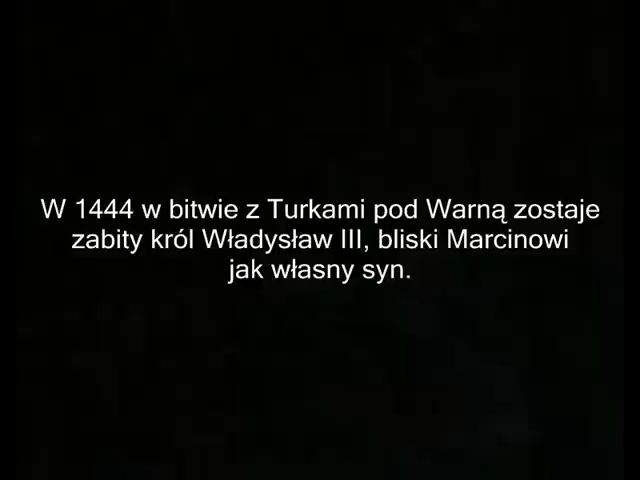 W 1444 w bitwie z Turkami pod Warną zostaje
zabity król Władysław III, bliski Marcinowi
jak własny syn.